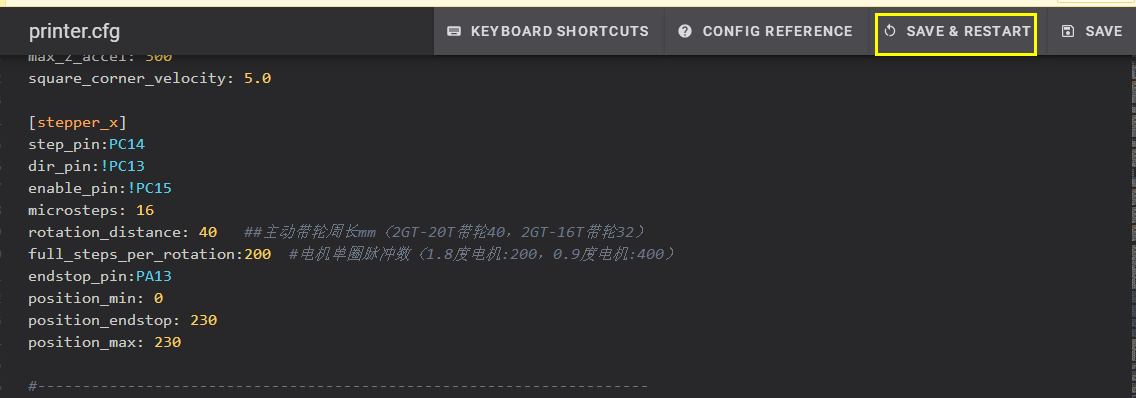 printer.cfg
KEYBOARD SHORTCUTS
CONFIG REFERENCE
SAVE & RESTART
SAVE
max_z_accel: 500
square_corner_velocity: 5.0
[stepper_x]
step_pin:PC14
dir_pin:!PC13
enable_pin:!PC15
microsteps: 16
rotation_distance: 40   ##主动带轮周长mm（2GT-20T带轮40，2GT-16T带轮32）
full_steps_per_rotation:200  #电机单圈脉冲数（1.8度电机:200，0.9度电机:400）
endstop_pin:PA13
position_min: 0
position_endstop: 230
position_max: 230
#--------------------------------------------------------------------